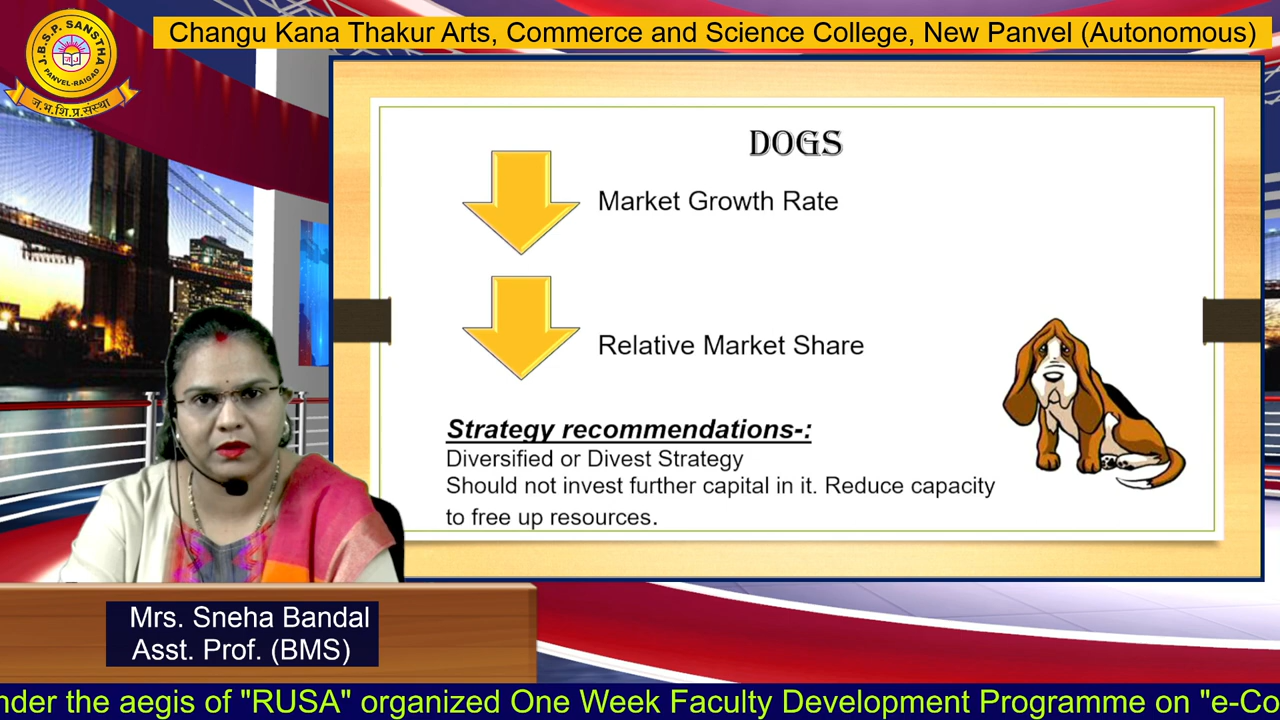 J.B.S.P. SANSTHA
PANVEL-RAIGAD
ज.भ.शि.प्र.संस्था
Changu Kana Thakur Arts, Commerce and Science College, New Panvel (Autonomous)
DOGS
Market Growth Rate
Relative Market Share
Strategy recommendations-:
Diversified or Divest Strategy
Should not invest further capital in it. Reduce capacity
to free up resources.
Mrs. Sneha Bandal
Asst. Prof. (BMS)
nder the aegis of "RUSA" organized One Week Faculty Development Programme on "e-Co